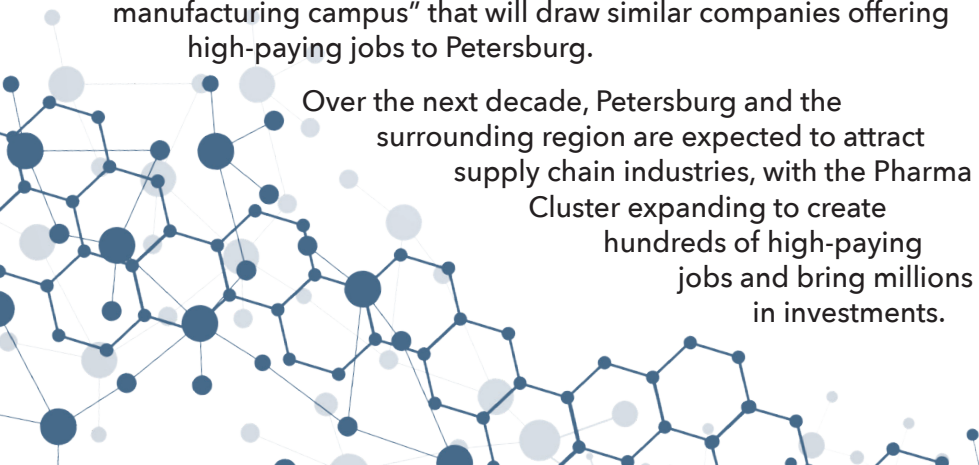 manufacturing campus” that will draw similar companies offering
high-paying jobs to Petersburg.
Over the next decade, Petersburg and the
surrounding region are expected to attract
supply chain industries, with the Pharma
Cluster expanding to create
hundreds of high-paying
jobs and bring millions
in investments.